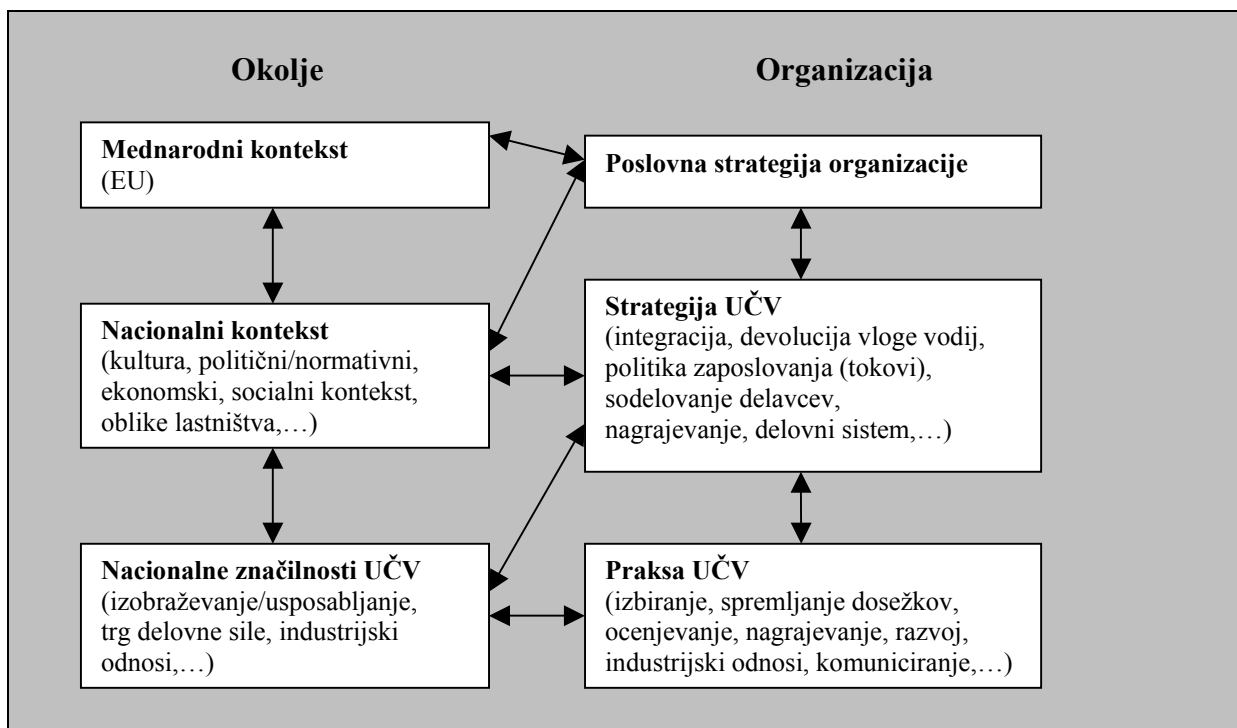 Okolje
Organizacija
Mednarodni kontekst
(EU)
Poslovna strategija organizacije
Nacionalni kontekst
(kultura, politični/normativni,
ekonomski, socialni kontekst,
oblike lastništva,…)
Strategija UČV
(integracija, devolucija vloge vodij,
politika zaposlovanja (tokovi),
sodelovanje delavcev,
nagrajevanje, delovni sistem,…)
Nacionalne značilnosti UČV
(izobraževanje/usposabljanje,
trg delovne sile, industrijski
odnosi,…)
Praksa UČV
(izbiranje, spremljanje dosežkov,
ocenjevanje, nagrajevanje, razvoj,
industrijski odnosi, komuniciranje,…)